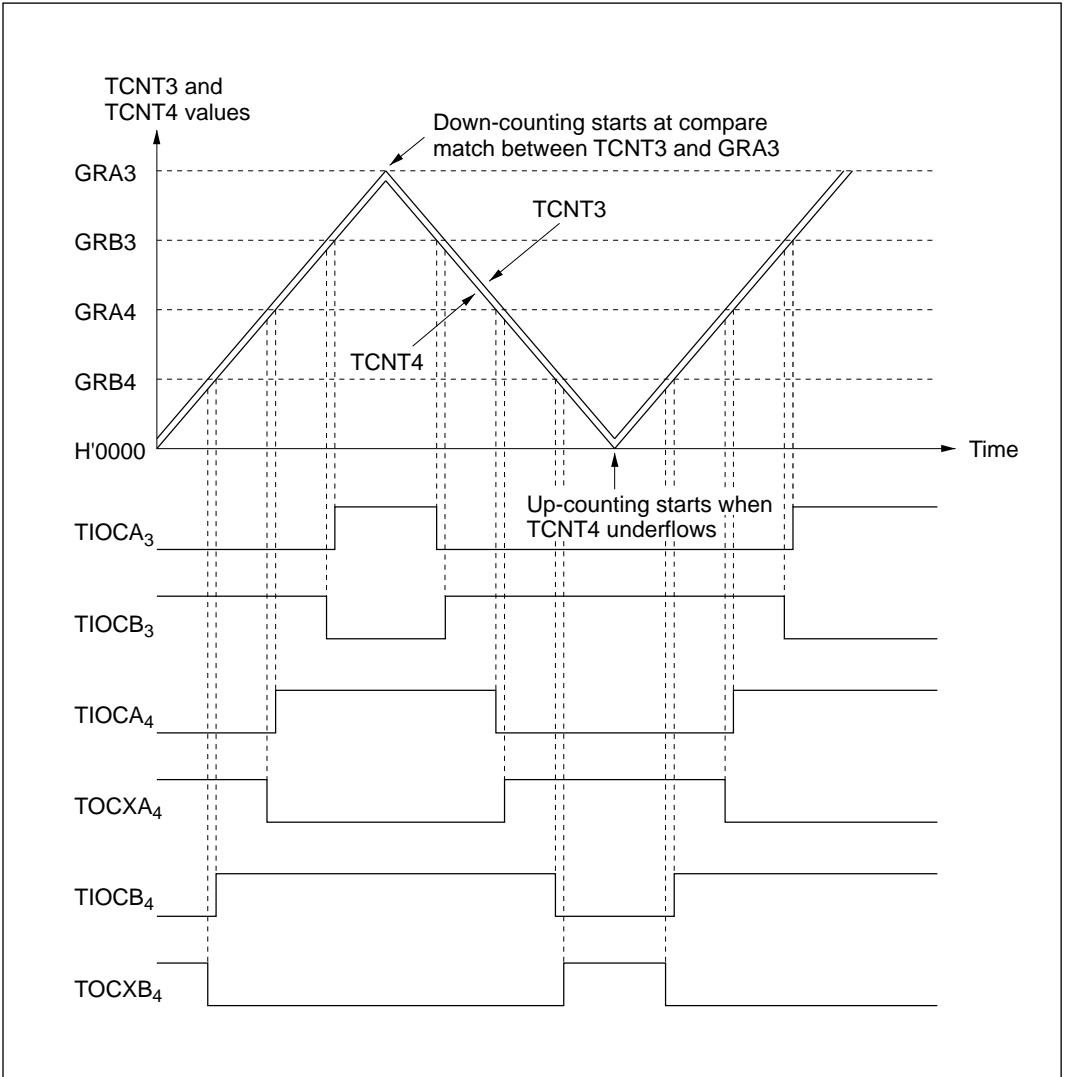 TCNT3 and
TCNT4 values
Down-counting starts at compare
match between TCNT3 and GRA3
GRA3
TCNT3
GRB3
GRA4
TCNT4
GRB4
H'0000
Time
Up-counting starts when
TCNT4 underflows
TIOCA3
TIOCB3
TIOCA4
TOCXA4
TIOCB4
TOCXB4